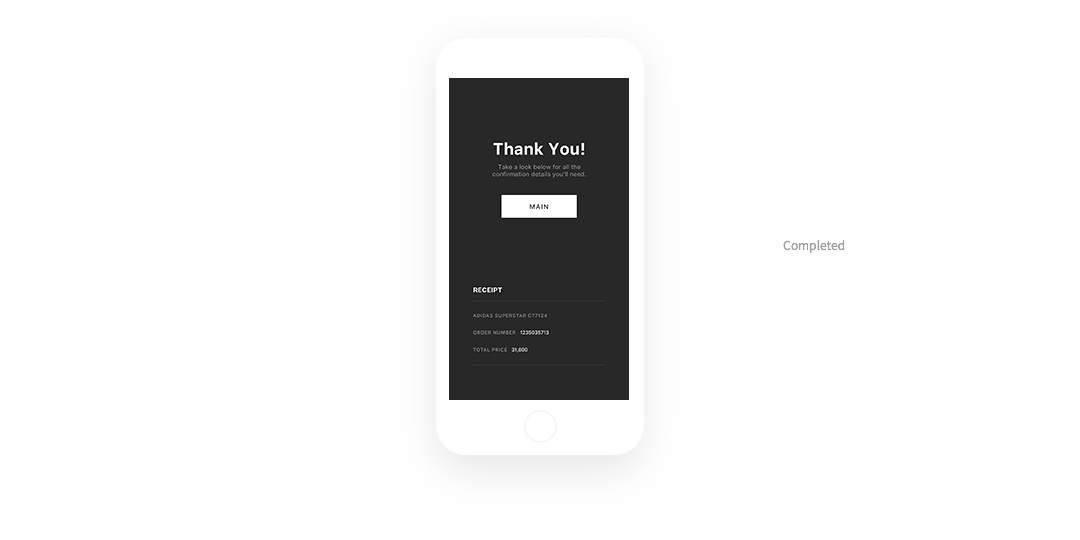 Thank You!
Take a look below for all the
confirmation details you'll need.
MAIN
Completed
RECEIPT
ADIDAS SUPERSTAR C77124
ORDER NUMBER 1235035713
TOTAL PRICE 31,800